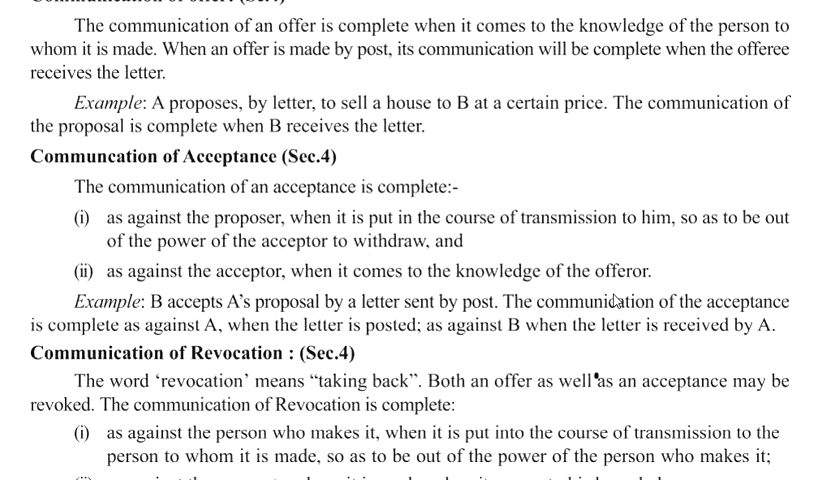 The communication of an offer is complete when it comes to the knowledge of the person to
whom it is made. When an offer is made by post, its communication will be complete when the offeree
receives the letter.
Example: A proposes, by letter, to sell a house to B at a certain price. The communication of
the proposal is complete when B receives the letter.
Communcation of Acceptance (Sec.4)
The communication of an acceptance is complete:-
(i) as against the proposer, when it is put in the course of transmission to him, so as to be out
of the power of the acceptor to withdraw, and
(ii) as against the acceptor, when it comes to the knowledge of the offeror.
Example: B accepts A’s proposal by a letter sent by post. The communication of the acceptance
is complete as against A, when the letter is posted; as against B when the letter is received by A.
Communication of Revocation : (Sec.4)
The word ‘revocation’ means “taking back”. Both an offer as well as an acceptance may be
revoked. The communication of Revocation is complete:
(i) as against the person who makes it, when it is put into the course of transmission to the
person to whom it is made, so as to be out of the power of the person who makes it;